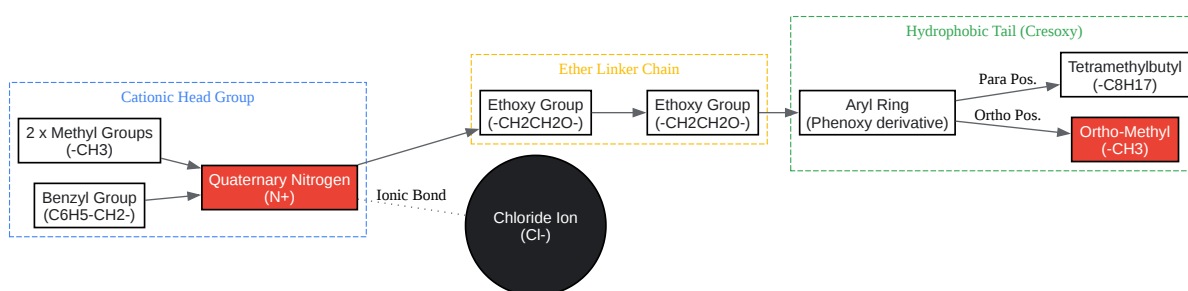 Cationic Head Group
2 x Methyl Groups
(-CH3)
Benzyl Group
(C6H5-CH2-)
Quaternary Nitrogen
(N+)
Ionic Bond
Chloride Ion
(Cl-)
Ether Linker Chain
Ethoxy Group
(-CH2CH2O-)
Ethoxy Group
(-CH2CH2O-)
Hydrophobic Tail (Cresoxy)
Aryl Ring
(Phenoxy derivative)
Para Pos.
Ortho Pos.
Tetramethylbutyl
(-C8H17)
Ortho-Methyl
(-CH3)